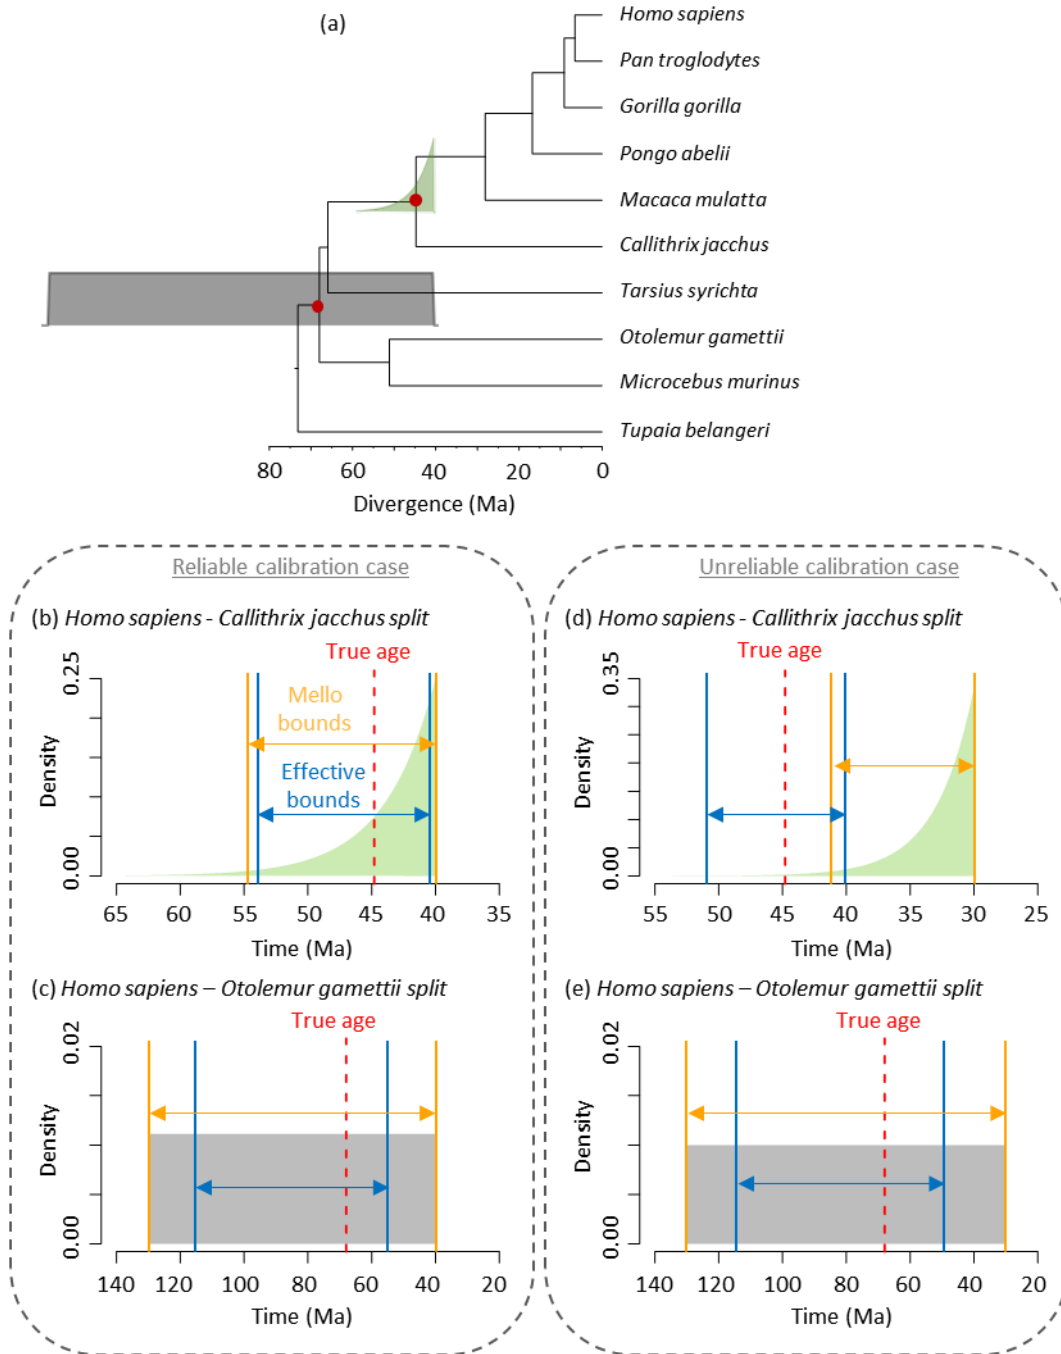 (a)
Homo sapiens
Pan troglodytes
Gorilla gorilla
Pongo abelii
Macaca mulatta
Callithrix jacchus
Tarsius syrichta
Otolemur gamettii
Microcebus murinus
Tupaia belangeri
80 60 40 20 0
Divergence (Ma)
Reliable calibration case
(b) Homo sapiens - Callithrix jacchus split
True age
Mello bounds
Effective bounds
0.25
0.00
Density
65 60 55 50 45 40 35
Time (Ma)
(c) Homo sapiens – Otolemur gamettii split
True age
0.02
0.00
Density
140 120 100 80 60 40 20
Time (Ma)
Unreliable calibration case
(d) Homo sapiens - Callithrix jacchus split
True age
0.35
0.00
Density
55 50 45 40 35 30 25
Time (Ma)
(e) Homo sapiens – Otolemur gamettii split
True age
0.02
0.00
Density
140 120 100 80 60 40 20
Time (Ma)